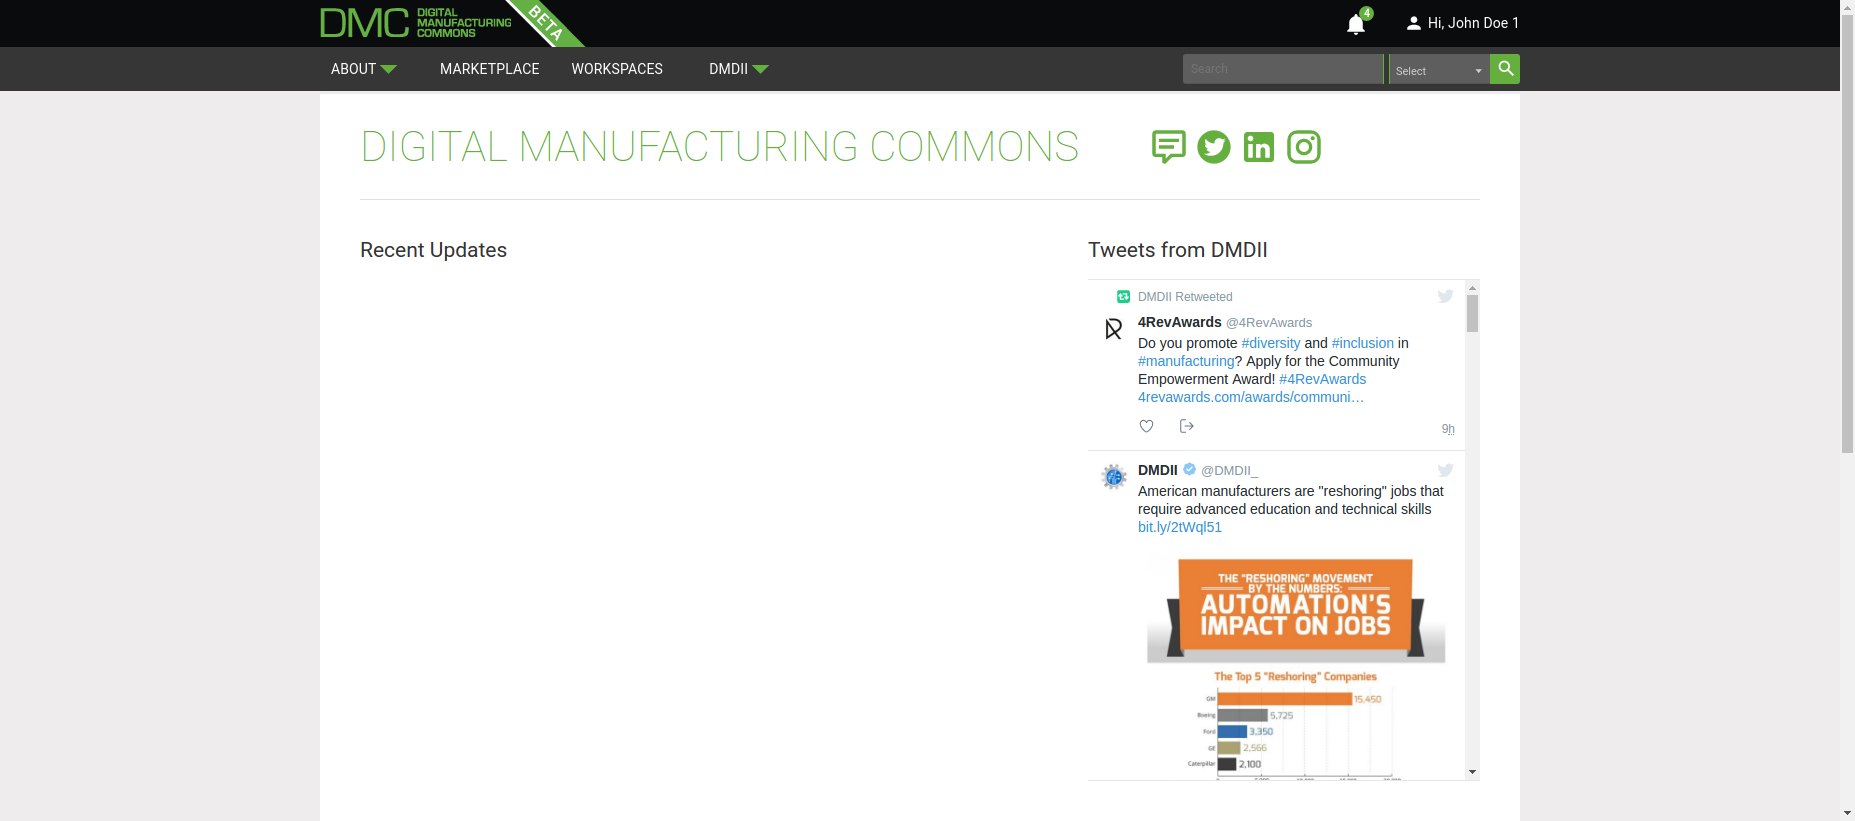 DMC DIGITAL
MANUFACTURING
COMMONS
BETA
4
Hi, John Doe 1
ABOUT MARKETPLACE WORKSPACES DMDII
Search
Select
DIGITAL MANUFACTURING COMMONS
in
Recent Updates
Tweets from DMDII
DMDII Retweeted
4RevAwards @4RevAwards
Do you promote #diversity and #inclusion in
#manufacturing? Apply for the Community
Empowerment Award! #4RevAwards
4revawards.com/awards/communi…
9h
DMDII @DMDII_
American manufacturers are "reshoring" jobs that
require advanced education and technical skills
bit.ly/2tWql51
THE "RESHORING" MOVEMENT
BY THE NUMBERS:
AUTOMATION'S
IMPACT ON JOBS
The Top 5 "Reshoring" Companies
GM 15,450
Boeing 5,725
Ford 3,350
GE 2,566
Caterpillar 2,100